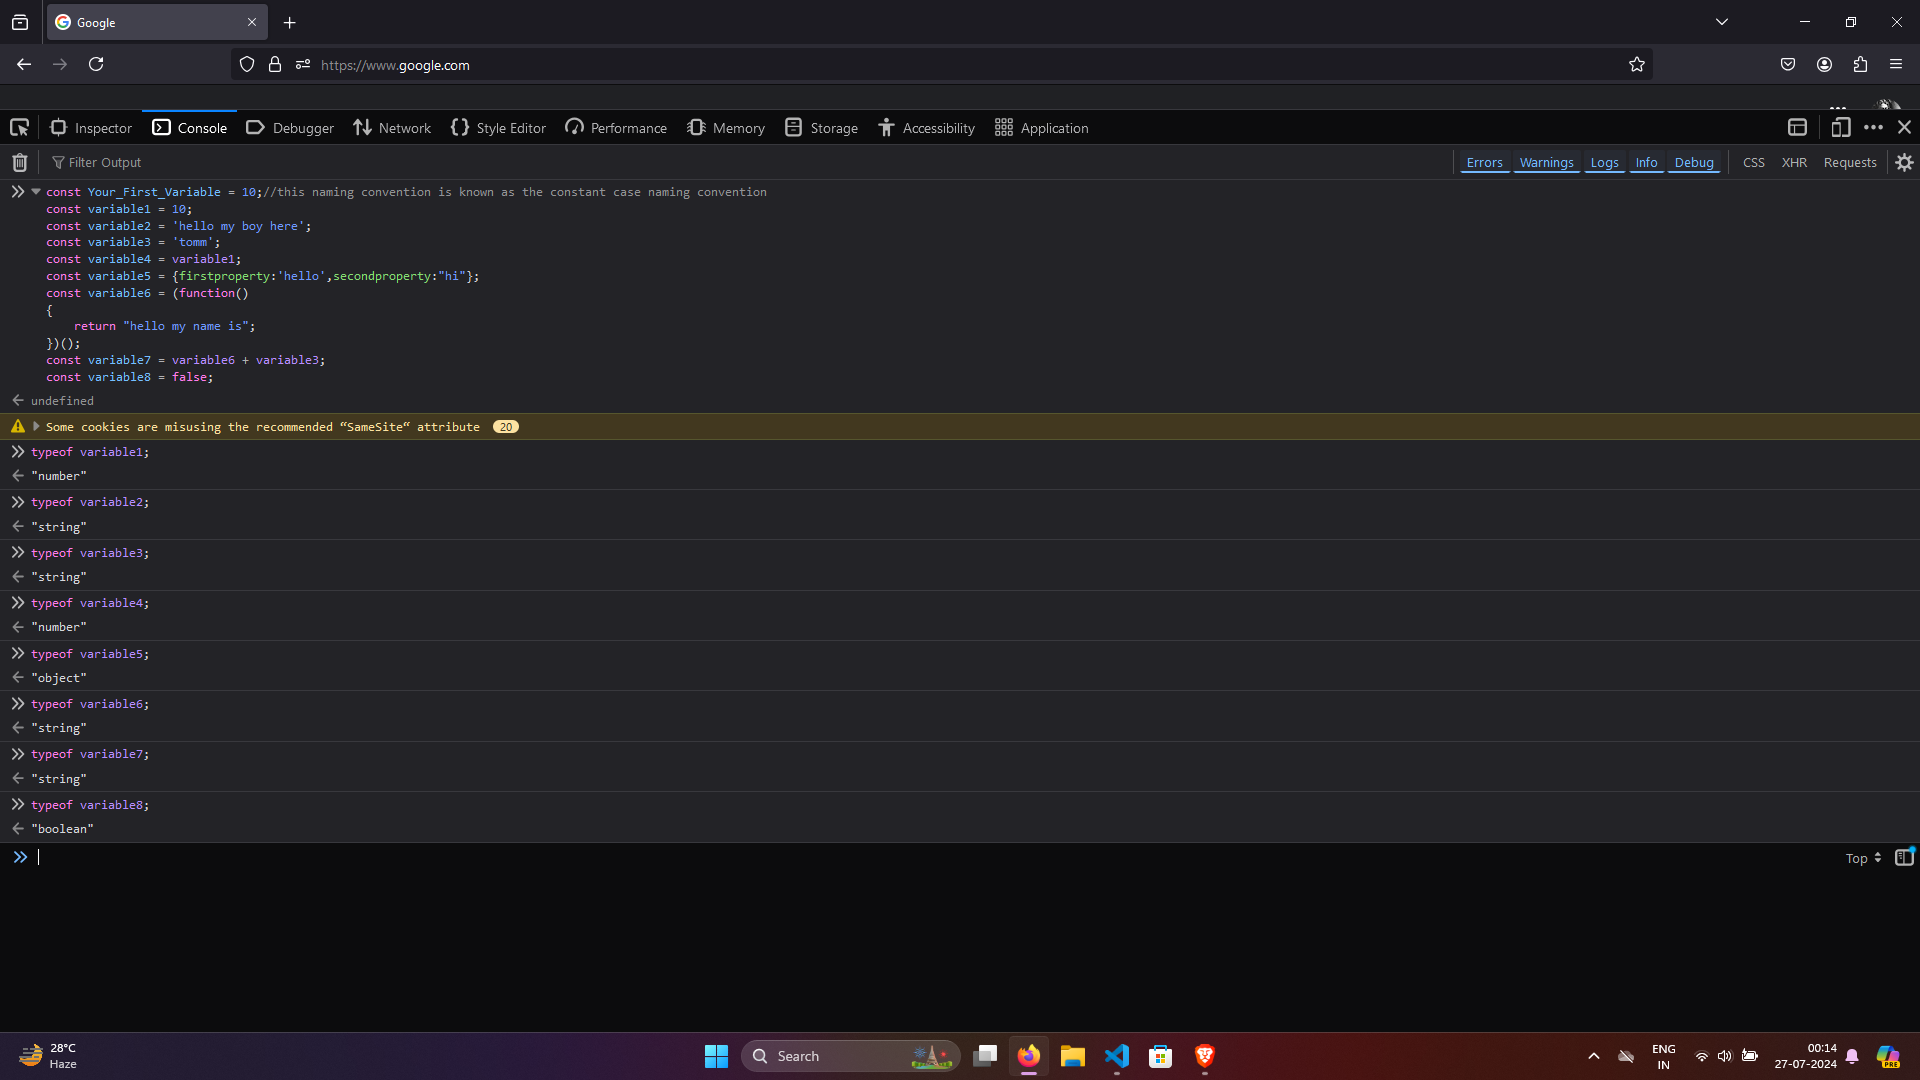 Google
https://www.google.com
Inspector Console Debugger Network Style Editor Performance Memory Storage Accessibility Application
Filter Output Errors Warnings Logs Info Debug CSS XHR Requests
const Your_First_Variable = 10;//this naming convention is known as the constant case naming convention
const variable1 = 10;
const variable2 = 'hello my boy here';
const variable3 = 'tomm';
const variable4 = variable1;
const variable5 = {firstproperty:'hello',secondproperty:"hi"};
const variable6 = (function()
{
return "hello my name is";
})();
const variable7 = variable6 + variable3;
const variable8 = false;
undefined
Some cookies are misusing the recommended “SameSite“ attribute 20
typeof variable1;
"number"
typeof variable2;
"string"
typeof variable3;
"string"
typeof variable4;
"number"
typeof variable5;
"object"
typeof variable6;
"string"
typeof variable7;
"string"
typeof variable8;
"boolean"
Top
28°C
Haze
Search
ENG
IN
00:14
27-07-2024
PRE